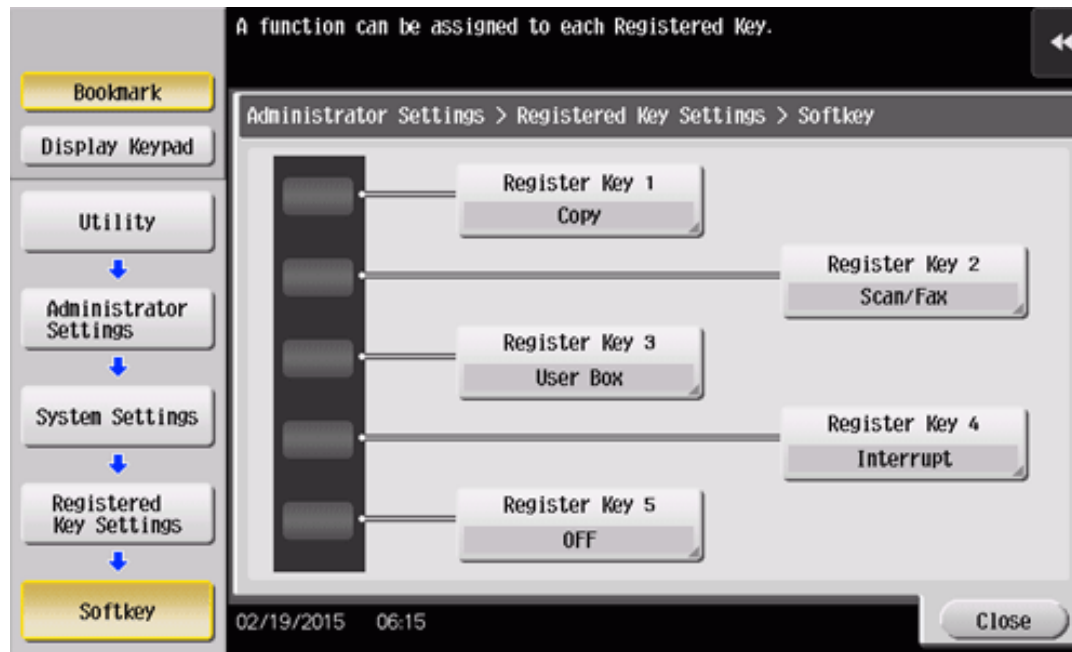 A function can be assigned to each Registered Key.
Bookmark
Display Keypad
Utility
Administrator
Settings
System Settings
Registered
Key Settings
Softkey
Administrator Settings > Registered Key Settings > Softkey
Register Key 1
Copy
Register Key 2
Scan/Fax
Register Key 3
User Box
Register Key 4
Interrupt
Register Key 5
OFF
02/19/2015 06:15
Close